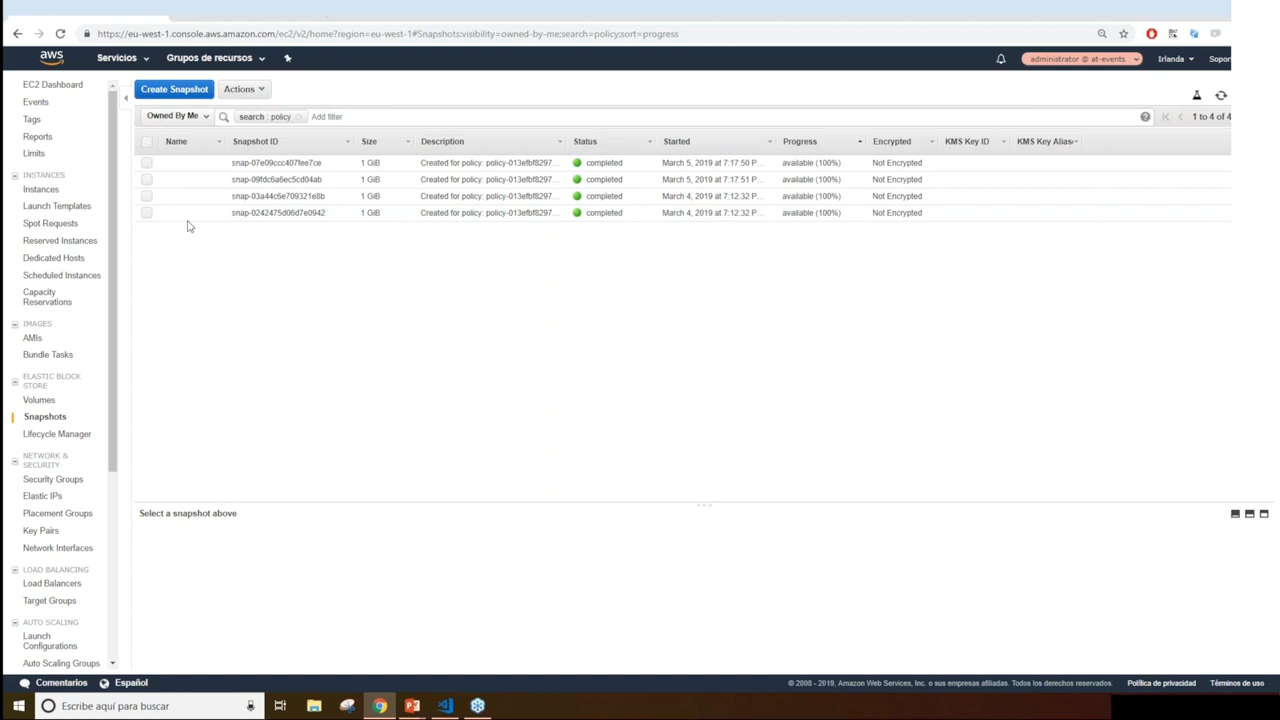 https://eu-west-1.console.aws.amazon.com/ec2/v2/home?region=eu-west-1#Snapshots:visibility=owned-by-me;search=policy;sort=progress
aws Servicios Grupos de recursos administrator @ at-events Irlanda Sopor
EC2 Dashboard
Events
Tags
Reports
Limits
INSTANCES
Instances
Launch Templates
Spot Requests
Reserved Instances
Dedicated Hosts
Scheduled Instances
Capacity
Reservations
IMAGES
AMIs
Bundle Tasks
ELASTIC BLOCK
STORE
Volumes
Snapshots
Lifecycle Manager
NETWORK &
SECURITY
Security Groups
Elastic IPs
Placement Groups
Key Pairs
Network Interfaces
LOAD BALANCING
Load Balancers
Target Groups
AUTO SCALING
Launch
Configurations
Auto Scaling Groups
Create Snapshot Actions
Owned By Me search : policy Add filter 1 to 4 of 4
Name Snapshot ID Size Description Status Started Progress Encrypted KMS Key ID KMS Key Alias
snap-07e09ccc407fee7ce 1 GiB Created for policy: policy-013efbf8297... completed March 5, 2019 at 7:17:50 P... available (100%) Not Encrypted
snap-09fdc6a6ec5cd04ab 1 GiB Created for policy: policy-013efbf8297... completed March 5, 2019 at 7:17:51 P... available (100%) Not Encrypted
snap-03a44c6e709321e8b 1 GiB Created for policy: policy-013efbf8297... completed March 4, 2019 at 7:12:32 P... available (100%) Not Encrypted
snap-0242475d06d7e0942 1 GiB Created for policy: policy-013efbf8297... completed March 4, 2019 at 7:12:32 P... available (100%) Not Encrypted
Select a snapshot above
Comentarios Español © 2008 - 2019, Amazon Web Services, Inc. o sus empresas afiliadas. Todos los derechos reservados. Política de privacidad Términos de uso
Escribe aquí para buscar